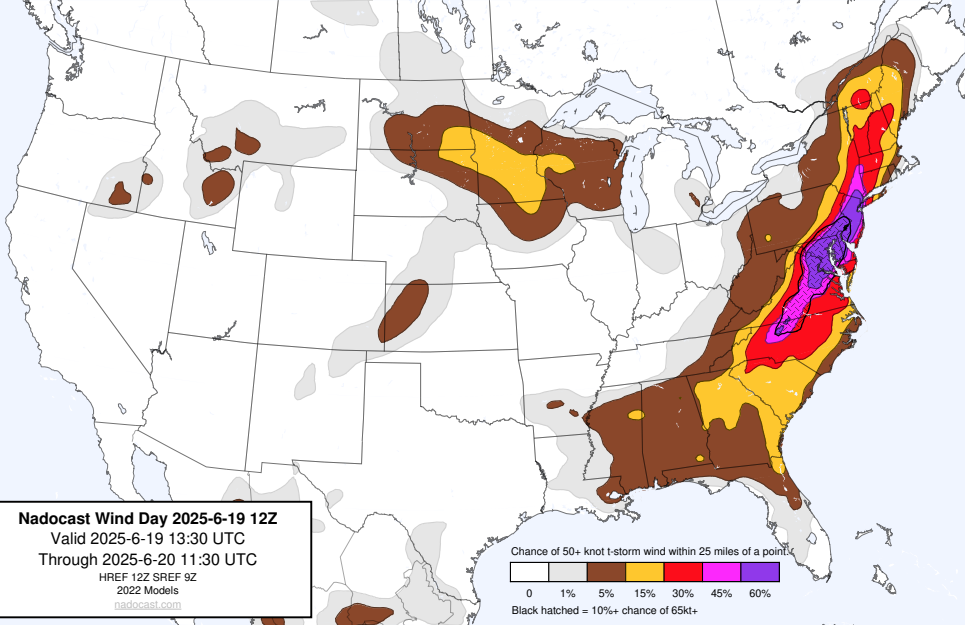 Nadocast Wind Day 2025-6-19 12Z
Valid 2025-6-19 13:30 UTC
Through 2025-6-20 11:30 UTC
HREF 12Z SREF 9Z
2022 Models
nadocast.com
Chance of 50+ knot t-storm wind within 25 miles of a point.
0 1% 5% 15% 30% 45% 60%
Black hatched = 10%+ chance of 65kt+